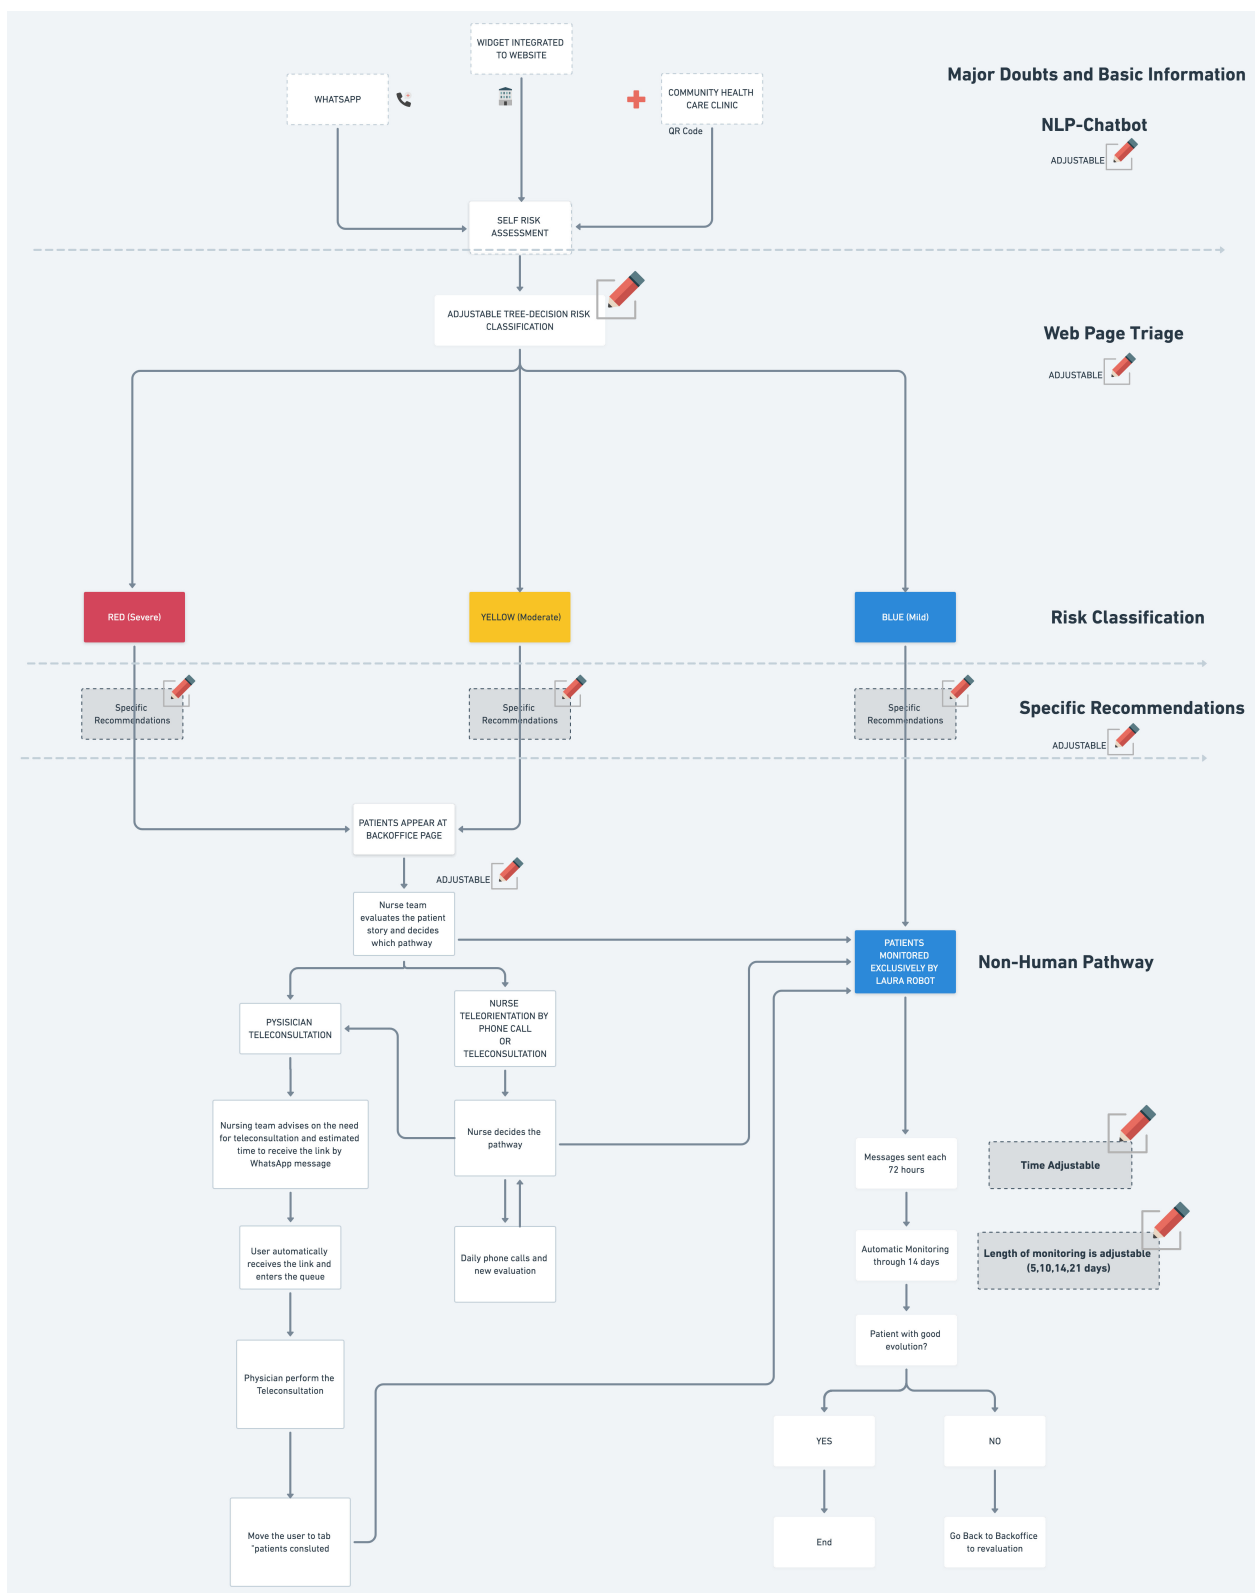 WIDGET INTEGRATED
TO WEBSITE
Major Doubts and Basic Information
WHATSAPP
COMMUNITY HEALTH
CARE CLINIC
QR Code
NLP-Chatbot
ADJUSTABLE
SELF RISK
ASSESSMENT
ADJUSTABLE TREE-DECISION RISK
CLASSIFICATION
Web Page Triage
ADJUSTABLE
RED (Severe)
YELLOW (Moderate)
BLUE (Mild)
Risk Classification
Specific
Recommendations
Specific
Recommendations
Specific
Recommendations
Specific Recommendations
ADJUSTABLE
PATIENTS APPEAR AT
BACKOFFICE PAGE
ADJUSTABLE
Nurse team
evaluates the patient
story and decides
which pathway
PATIENTS
MONITORED
EXCLUSIVELY BY
LAURA ROBOT
Non-Human Pathway
PYSISICIAN
TELECONSULTATION
NURSE
TELEORIENTATION BY
PHONE CALL
OR
TELECONSULTATION
Nursing team advises on the need
for teleconsultation and estimated
time to receive the link by
WhatsApp message
Nurse decides the
pathway
Messages sent each
72 hours
Time Adjustable
User automatically
receives the link and
enters the queue
Daily phone calls and
new evaluation
Automatic Monitoring
through 14 days
Length of monitoring is adjustable
(5,10,14,21 days)
Patient with good
evolution?
Physician perform the
Teleconsultation
YES
NO
Move the user to tab
"patients consluted
End
Go Back to Backoffice
to revaluation